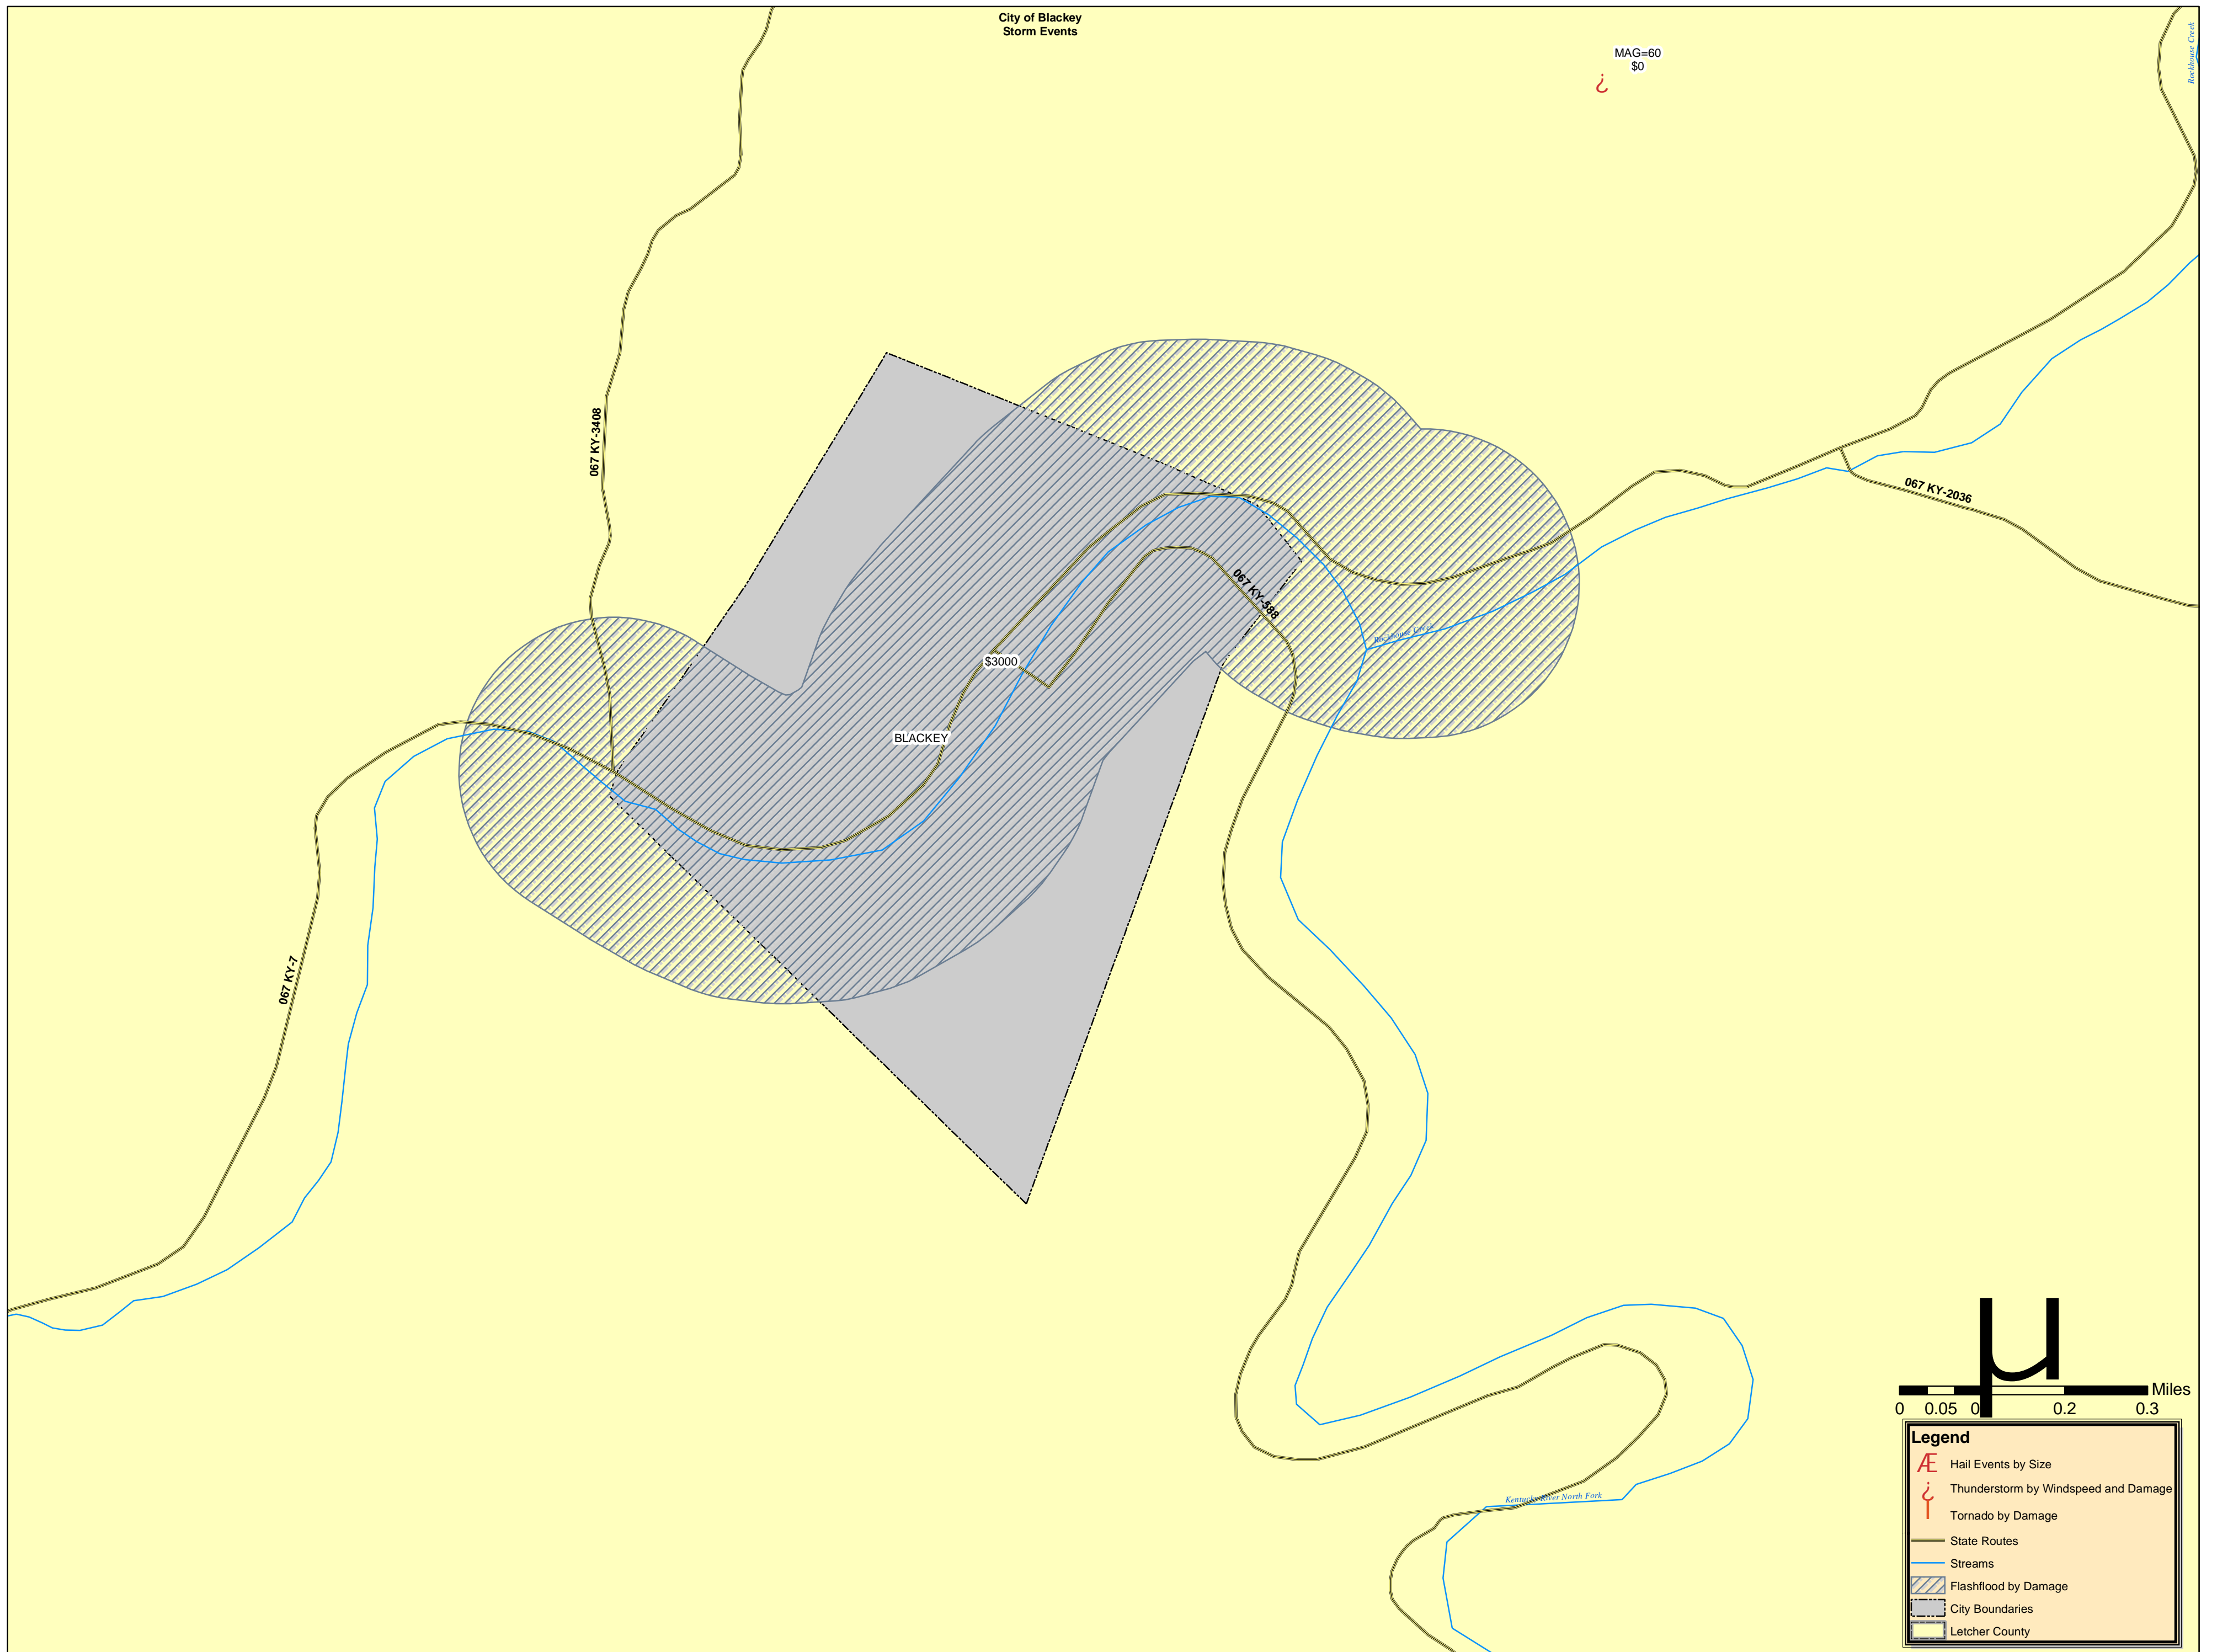 City of Blackey
Storm Events
MAG=60
$0
¿
Rockhouse Creek
067 KY-3408
067 KY-2036
067 KY-588
Rockhouse Creek
$3000
BLACKEY
067 KY-7
Kentucky River North Fork
µ
Miles
0 0.05 0 0.2 0.3
Legend
Æ Hail Events by Size
¿ Thunderstorm by Windspeed and Damage
Tornado by Damage
State Routes
Streams
Flashflood by Damage
City Boundaries
Letcher County